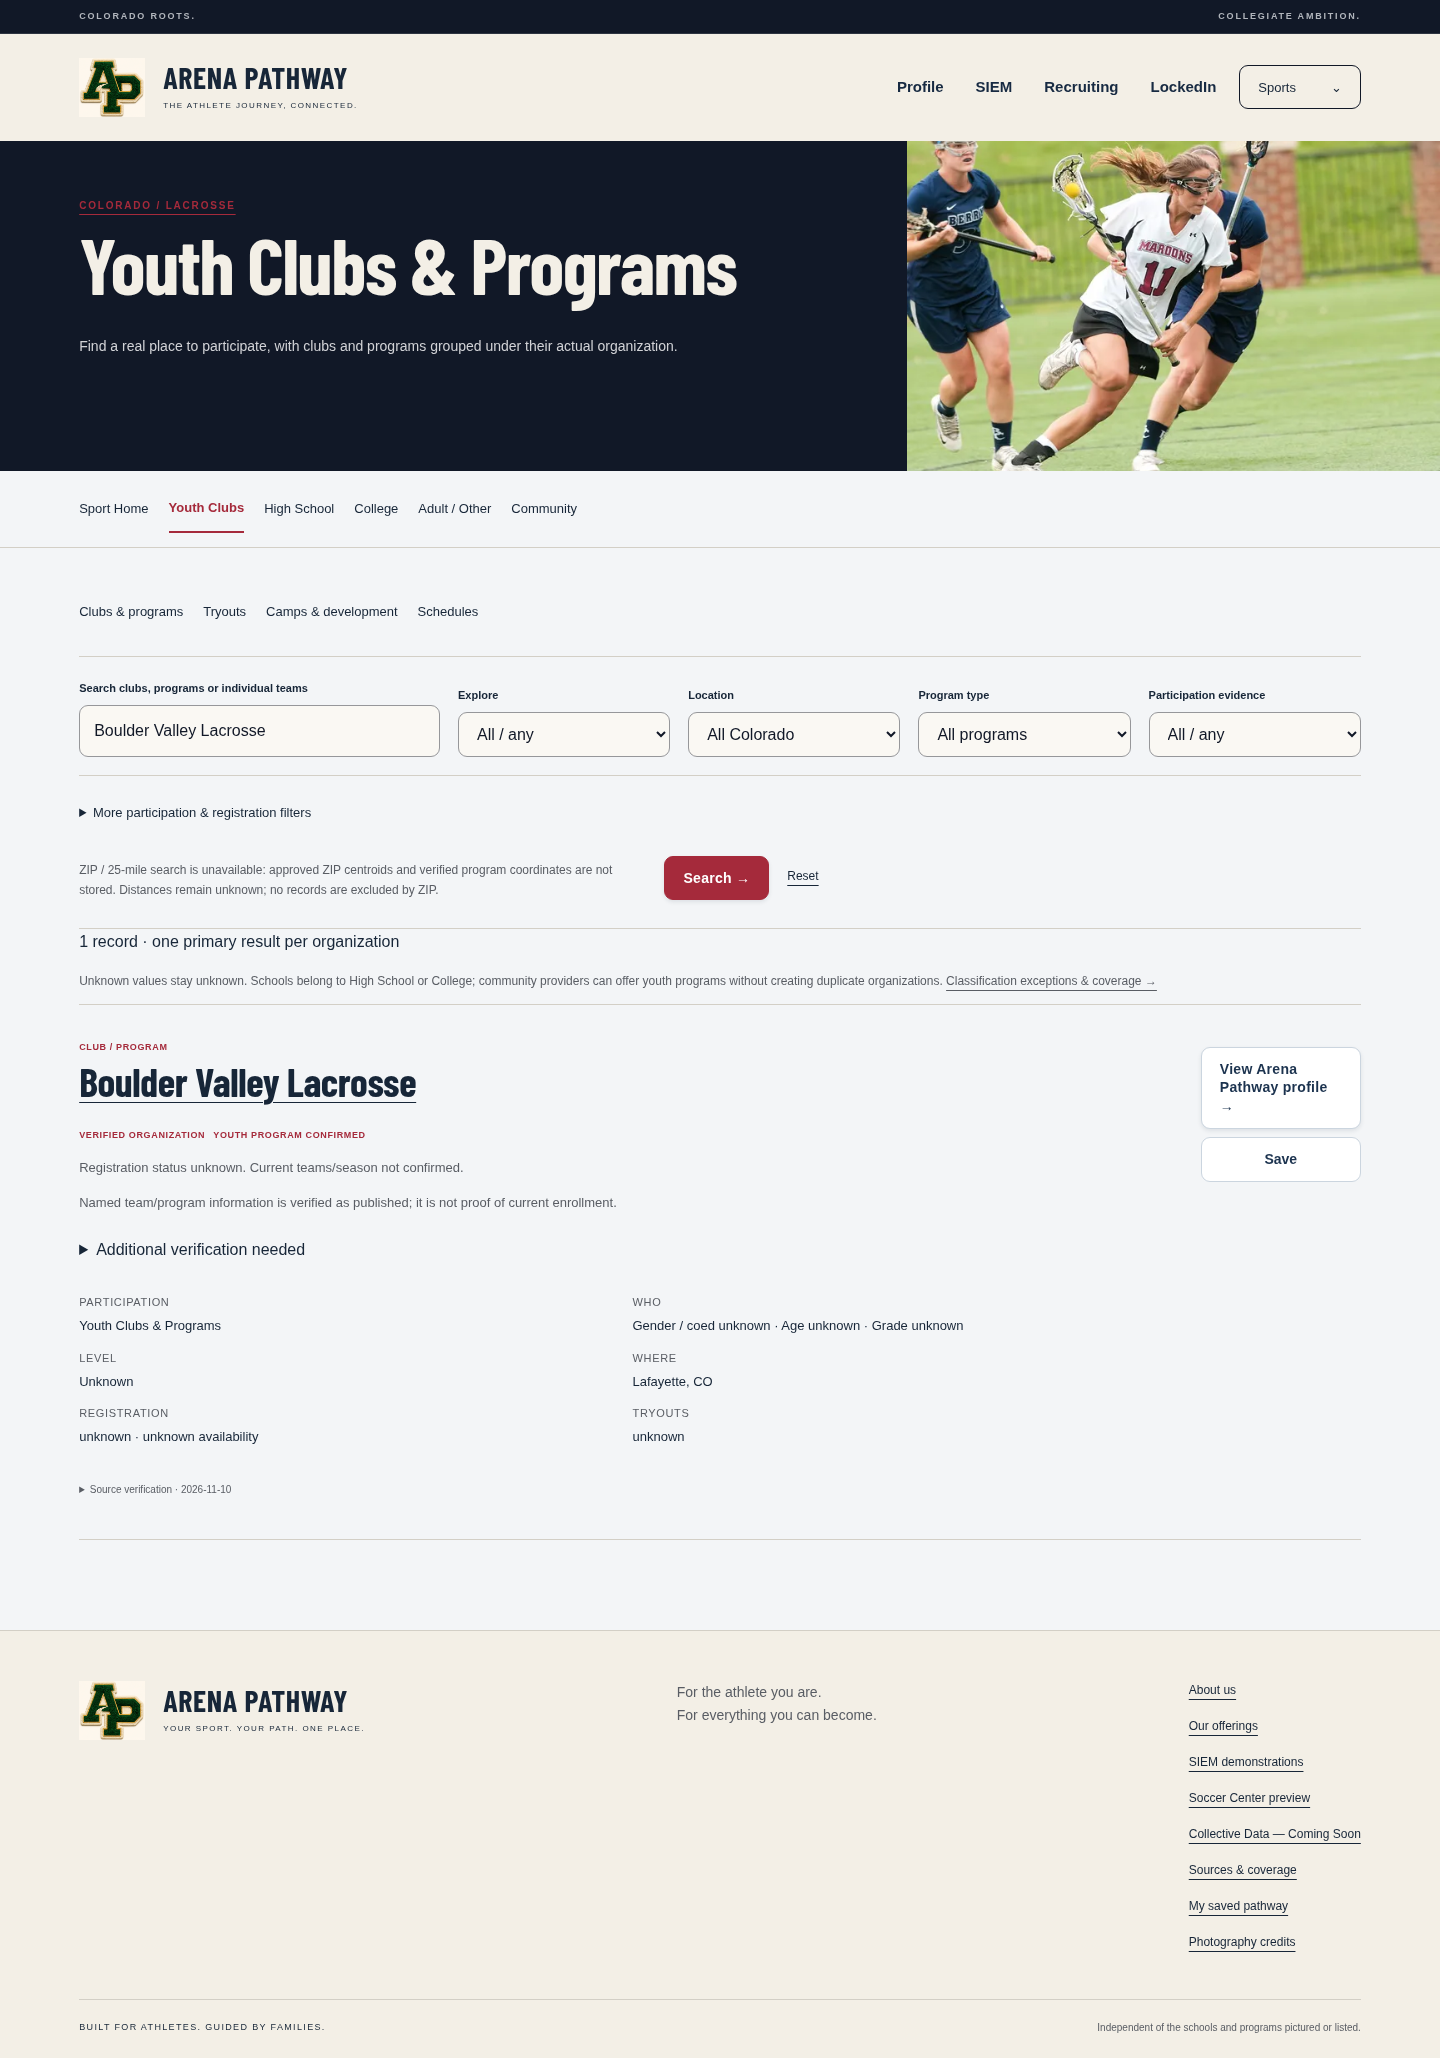 COLORADO ROOTS.
COLLEGIATE AMBITION.
AP
ARENA PATHWAY
THE ATHLETE JOURNEY, CONNECTED.
Profile
SIEM
Recruiting
LockedIn
Sports
COLORADO / LACROSSE
Youth Clubs & Programs
Find a real place to participate, with clubs and programs grouped under their actual organization.
BERRY
MAROONS
11
Sport Home
Youth Clubs
High School
College
Adult / Other
Community
Clubs & programs
Tryouts
Camps & development
Schedules
Search clubs, programs or individual teams
Boulder Valley Lacrosse
Explore
All / any
Location
All Colorado
Program type
All programs
Participation evidence
All / any
More participation & registration filters
ZIP / 25-mile search is unavailable: approved ZIP centroids and verified program coordinates are not
stored. Distances remain unknown; no records are excluded by ZIP.
Search →
Reset
1 record · one primary result per organization
Unknown values stay unknown. Schools belong to High School or College; community providers can offer youth programs without creating duplicate organizations. Classification exceptions & coverage →
CLUB / PROGRAM
Boulder Valley Lacrosse
VERIFIED ORGANIZATION YOUTH PROGRAM CONFIRMED
Registration status unknown. Current teams/season not confirmed.
Named team/program information is verified as published; it is not proof of current enrollment.
Additional verification needed
View Arena
Pathway profile
→
Save
PARTICIPATION
Youth Clubs & Programs
WHO
Gender / coed unknown · Age unknown · Grade unknown
LEVEL
Unknown
WHERE
Lafayette, CO
REGISTRATION
unknown · unknown availability
TRYOUTS
unknown
Source verification · 2026-11-10
AP
ARENA PATHWAY
YOUR SPORT. YOUR PATH. ONE PLACE.
For the athlete you are.
For everything you can become.
About us
Our offerings
SIEM demonstrations
Soccer Center preview
Collective Data — Coming Soon
Sources & coverage
My saved pathway
Photography credits
BUILT FOR ATHLETES. GUIDED BY FAMILIES.
Independent of the schools and programs pictured or listed.